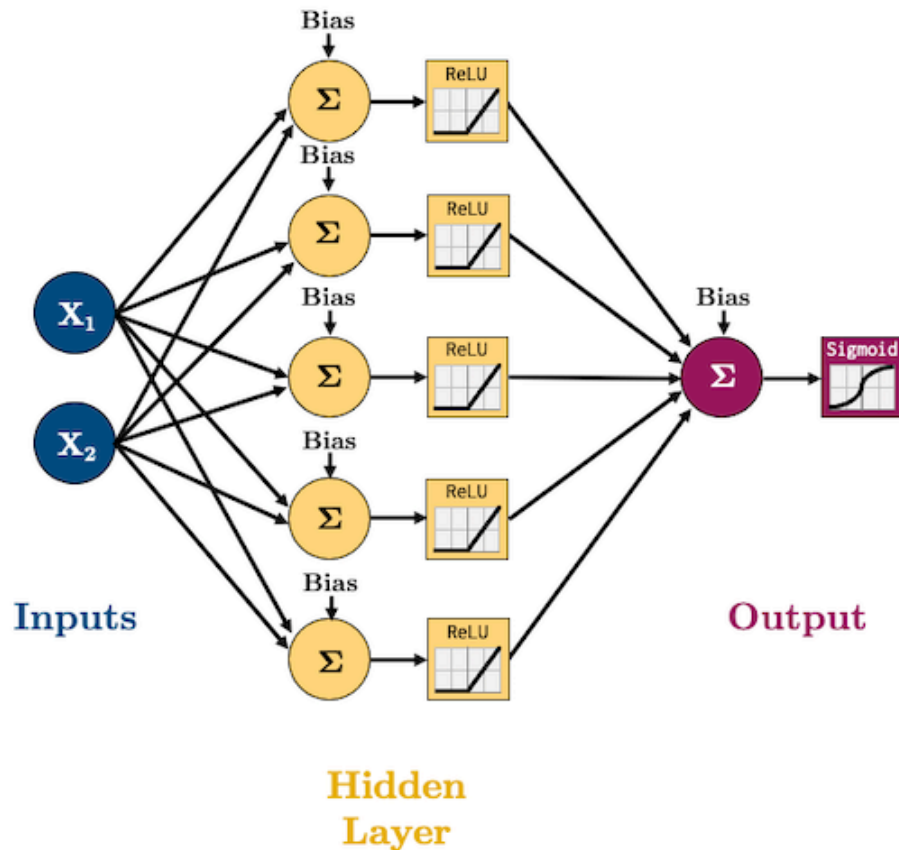 Bias
Σ
ReLU
Bias
Σ
ReLU
X₁
Bias
Σ
ReLU
Bias
Σ
Sigmoid
X₂
Bias
Σ
ReLU
Bias
Σ
ReLU
Inputs
Output
Hidden
Layer